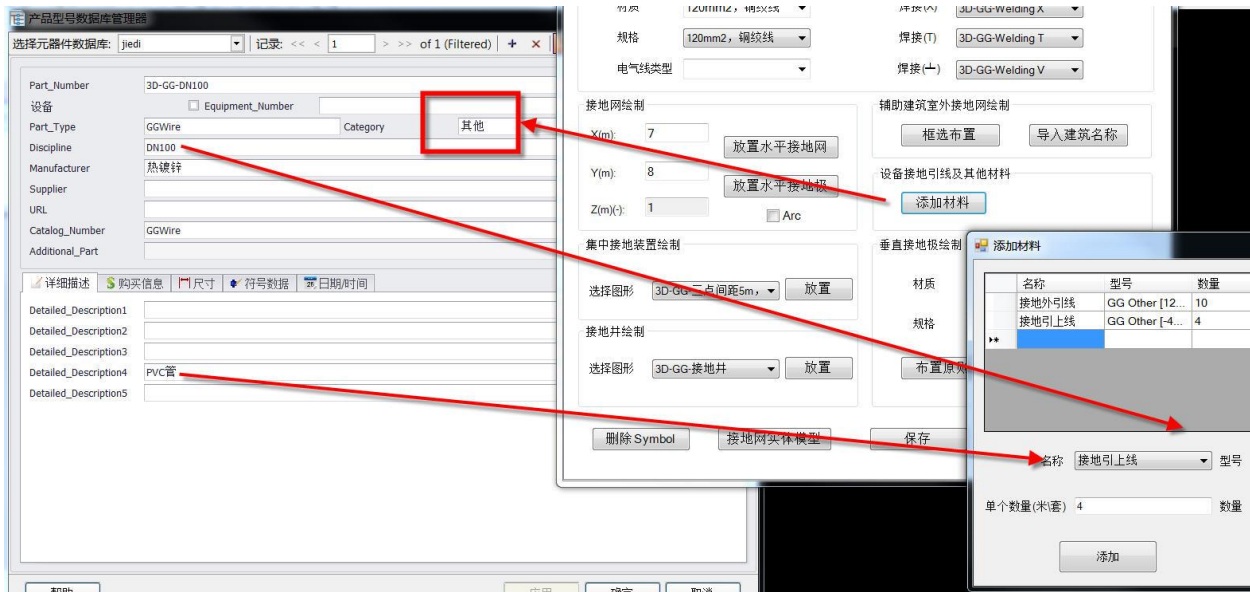 产品型号数据库管理器
选择元器件数据库: jiedi 记录: << < 1 > >> of 1 (Filtered) + ×
Part_Number 3D-GG-DN100
设备 Equipment_Number
Part_Type GGWire Category 其他
Discipline DN100
Manufacturer 热镀锌
Supplier
URL
Catalog_Number GGWire
Additional_Part
详细描述 购买信息 尺寸 符号数据 日期/时间
Detailed_Description1
Detailed_Description2
Detailed_Description3
Detailed_Description4 PVC管
Detailed_Description5
帮助 应用 确定 取消
材质 120mm2，铜绞线
规格 120mm2，铜绞线
电气线类型
焊接(X) 3D-GG-Welding X
焊接(T) 3D-GG-Welding T
焊接(┷) 3D-GG-Welding V
接地网绘制
X(m): 7 放置水平接地网
Y(m): 8 放置水平接地极
Z(m)(-): 1 Arc
辅助建筑室外接地网绘制
框选布置 导入建筑名称
设备接地引线及其他材料
添加材料
集中接地装置绘制
选择图形 3D-GG-三点间距5m， 放置
接地井绘制
选择图形 3D-GG-接地井 放置
垂直接地极绘制
材质
规格
布置原则
删除 Symbol 接地网实体模型 保存
添加材料
名称 型号 数量
接地外引线 GG Other [12... 10
接地引上线 GG Other [-4... 4
名称 接地引上线 型号
单个数量(米\套) 4 数量
添加